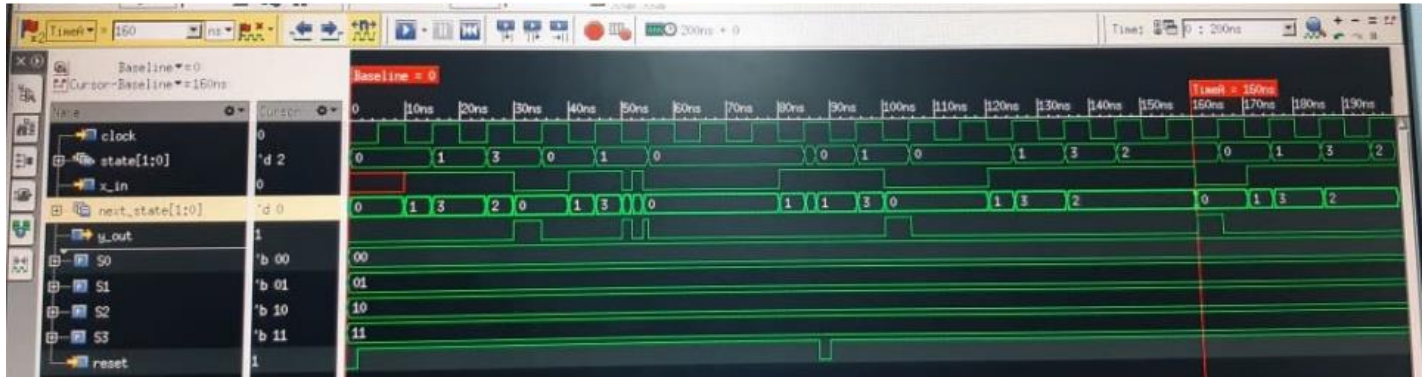 x2 TimeA = 160 ns 200ns + 0 Time: 0 : 200ns
Baseline = 0
Cursor-Baseline = 160ns
Baseline = 0
TimeA = 160ns
Name Cursor 0 10ns 20ns 30ns 40ns 50ns 60ns 70ns 80ns 90ns 100ns 110ns 120ns 130ns 140ns 150ns 160ns 170ns 180ns 190ns
clock 0
state[1:0] 'd 2 0 1 3 0 1 0 0 1 0 1 3 2 0 1 3 2
x_in 0
next_state[1:0] 'd 0 0 1 3 2 0 1 3 0 0 1 1 3 0 1 3 2 0 1 3 2
y_out 1
S0 'b 00 00
S1 'b 01 01
S2 'b 10 10
S3 'b 11 11
reset 1